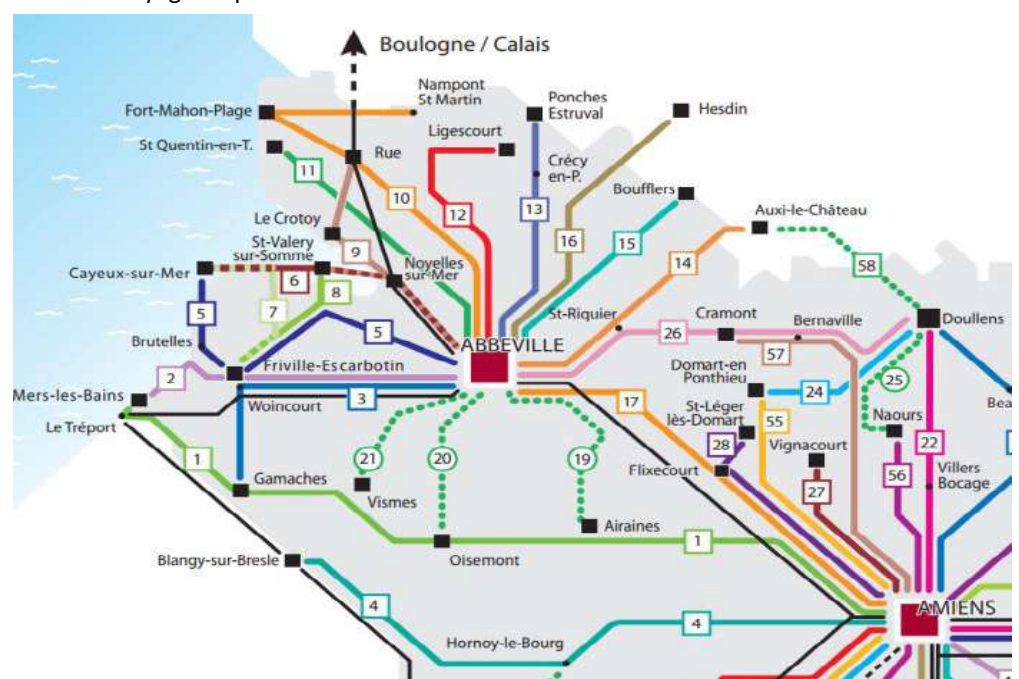 Boulogne / Calais
Nampont
St Martin
Ponches
Estruval
Hesdin
Fort-Mahon-Plage
Ligescourt
St Quentin-en-T.
Rue
Crécy
en-P.
11
10
12
13
16
15
Boufflers
Auxi-le-Château
Le Crotoy
St-Valery
sur-Somme
9
14
58
Cayeux-sur-Mer
6
Noyelles
sur-Mer
8
7
5
5
St-Riquier
Cramont
Bernaville
Doullens
26
Brutelles
ABBEVILLE
57
Friville-Escarbotin
Domart-en
Ponthieu
25
2
24
Mers-les-Bains
Woincourt
3
17
St-Léger
lès-Domart
55
Naours
Bea
Le Tréport
28
Vignacourt
22
1
21
20
19
Flixecourt
Villers
Bocage
Gamaches
27
56
Vismes
Airaines
Oisemont
1
Blangy-sur-Bresle
4
AMIENS
4
Hornoy-le-Bourg